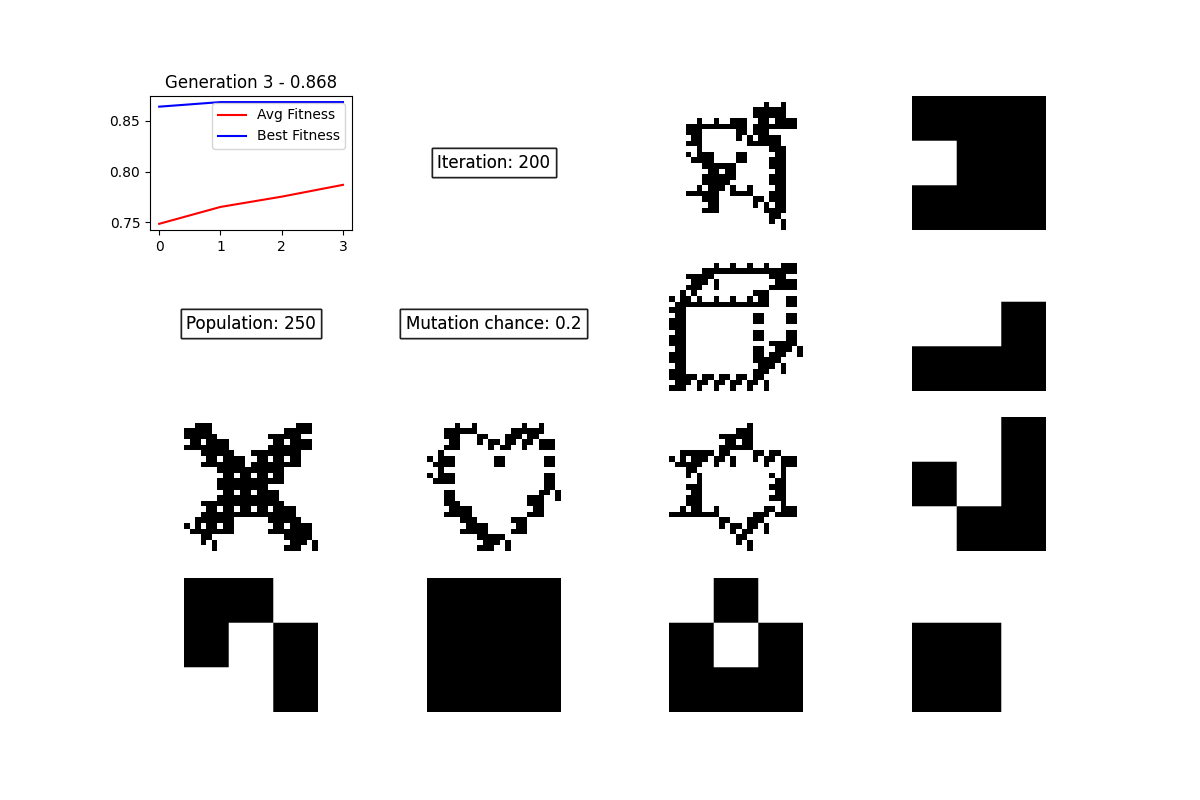 Generation 3 - 0.868
0.85
0.80
0.75
Avg Fitness
Best Fitness
0 1 2 3
Iteration: 200
Population: 250
Mutation chance: 0.2